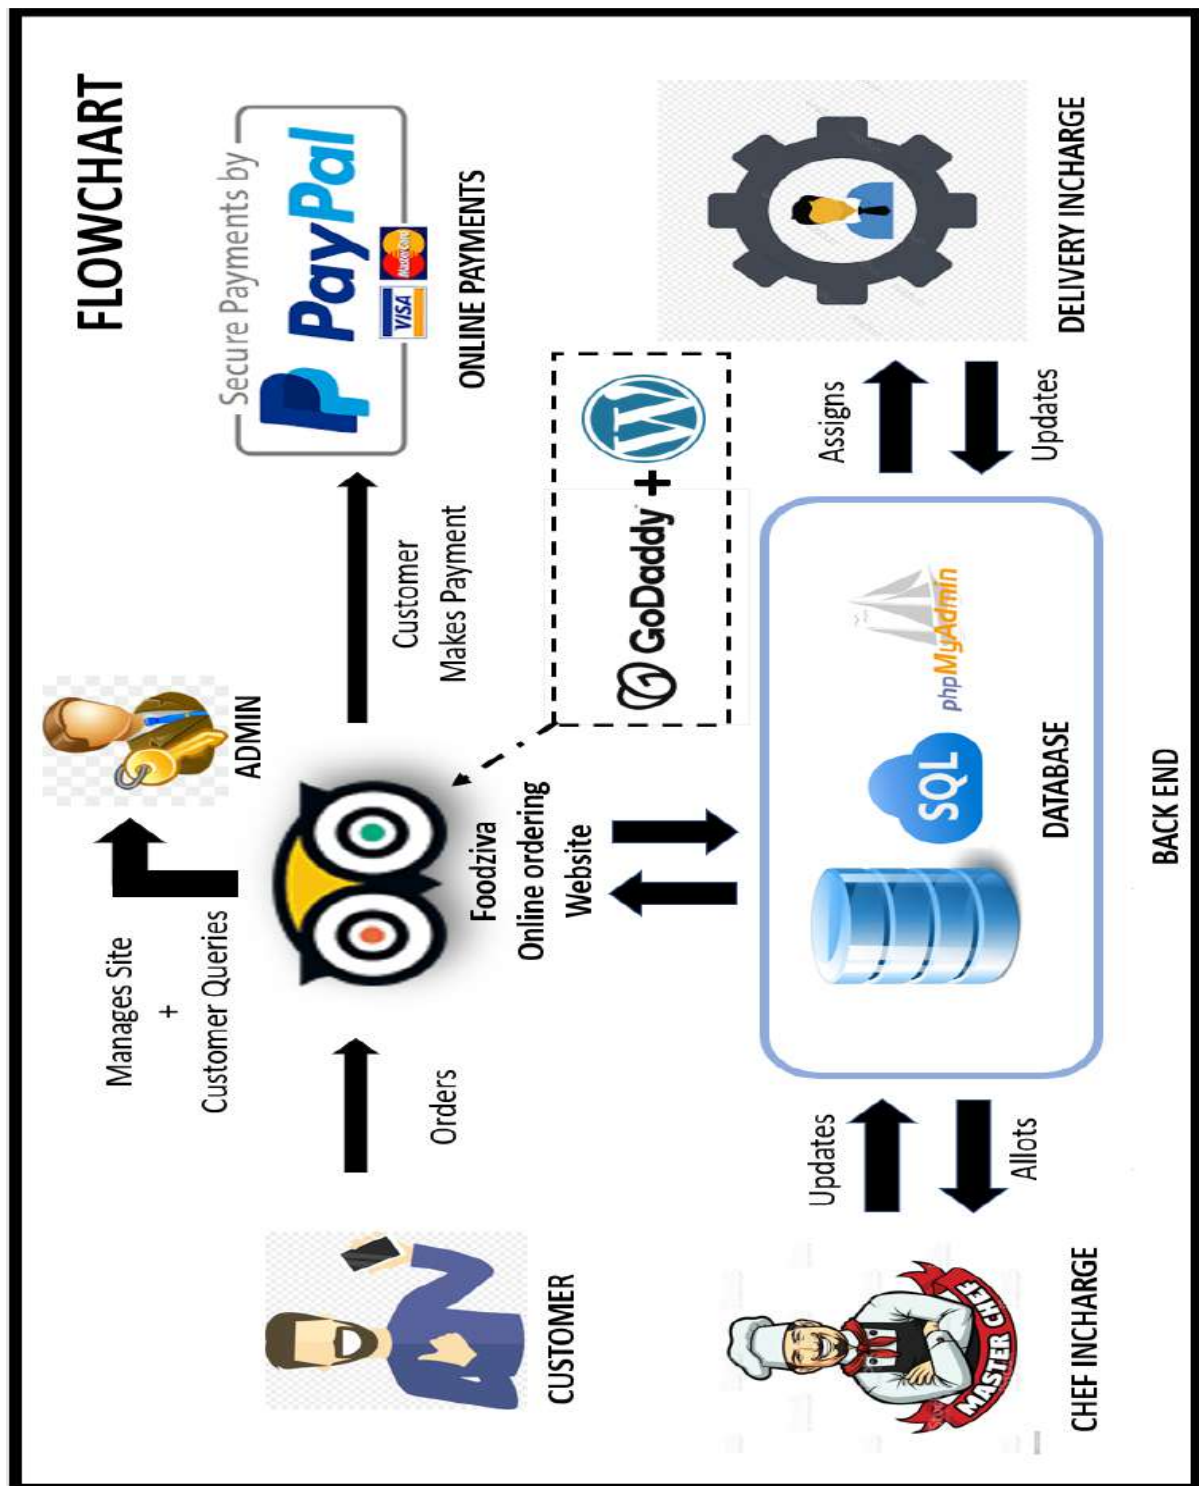 FLOWCHART
Manages Site
+
Customer Queries
ADMIN
Secure Payments by
PayPal
VISA
MasterCard
ONLINE PAYMENTS
CUSTOMER
Orders
Foodziva
Online ordering
Website
Customer
Makes Payment
GoDaddy
+
W
CHEF INCHARGE
MASTER CHEF
Updates
Allots
SQL
phpMyAdmin
DATABASE
BACK END
Assigns
Updates
DELIVERY INCHARGE